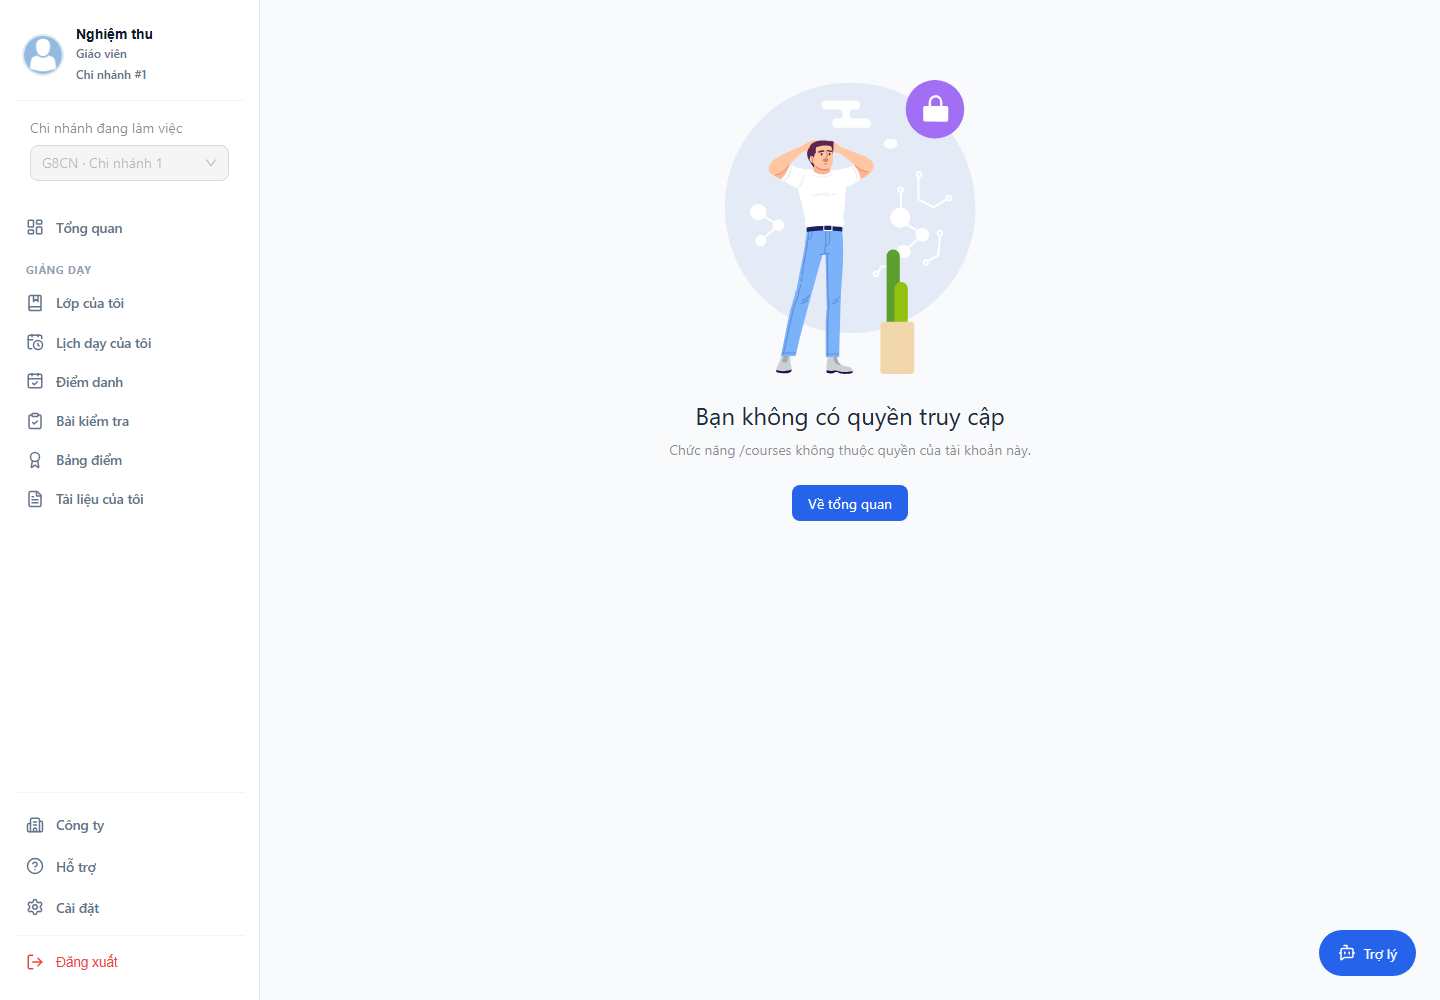 Nghiệm thu
Giáo viên
Chi nhánh #1
Chi nhánh đang làm việc
G8CN · Chi nhánh 1
Tổng quan
GIẢNG DẠY
Lớp của tôi
Lịch dạy của tôi
Điểm danh
Bài kiểm tra
Bảng điểm
Tài liệu của tôi
Công ty
Hỗ trợ
Cài đặt
Đăng xuất
Bạn không có quyền truy cập
Chức năng /courses không thuộc quyền của tài khoản này.
Về tổng quan
Trợ lý